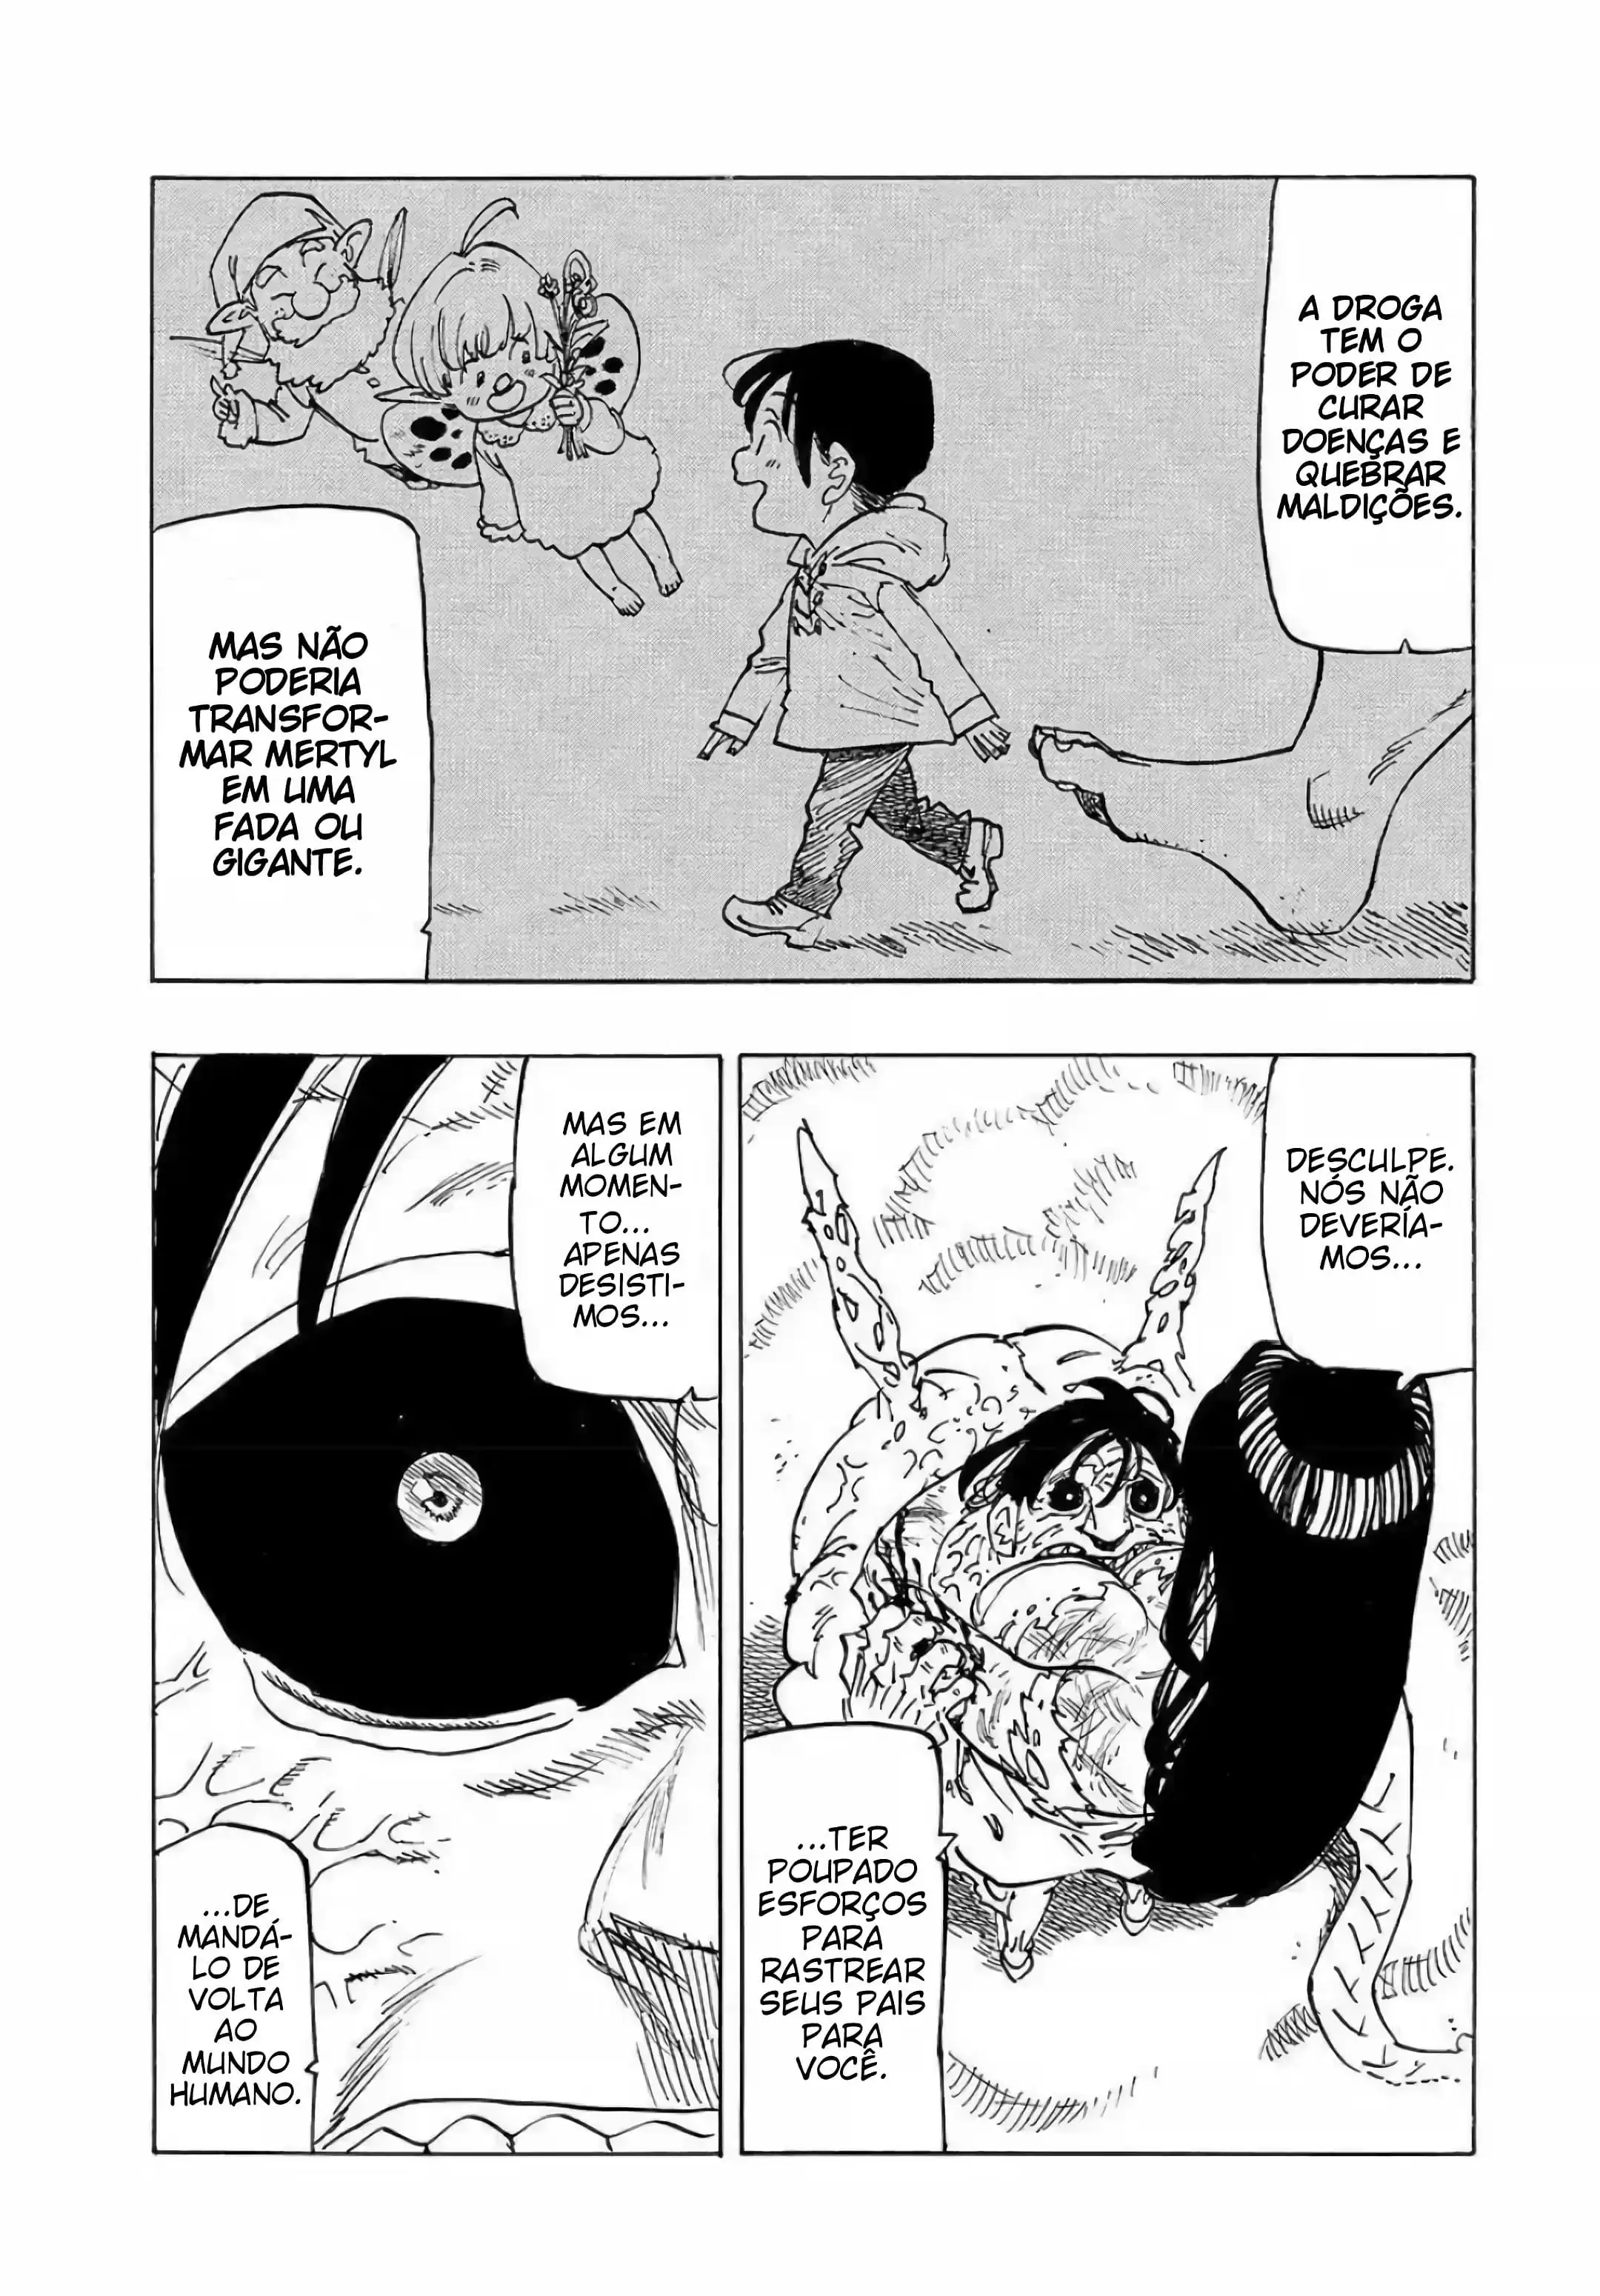 A DROGA
TEM O
PODER DE
CURAR
DOENÇAS E
QUEBRAR
MALDIÇÕES.
MAS NÃO
PODERIA
TRANSFOR-
MAR MERTYL
EM UMA
FADA OU
GIGANTE.
DESCULPE.
NÓS NÃO
DEVERÍA-
MOS...
...TER
POUPADO
ESFORÇOS
PARA
RASTREAR
SEUS PAIS
PARA
VOCÊ.
MAS EM
ALGUM
MOMEN-
TO...
APENAS
DESISTI-
MOS...
...DE
MANDÁ-
LO DE
VOLTA
AO
MUNDO
HUMANO.